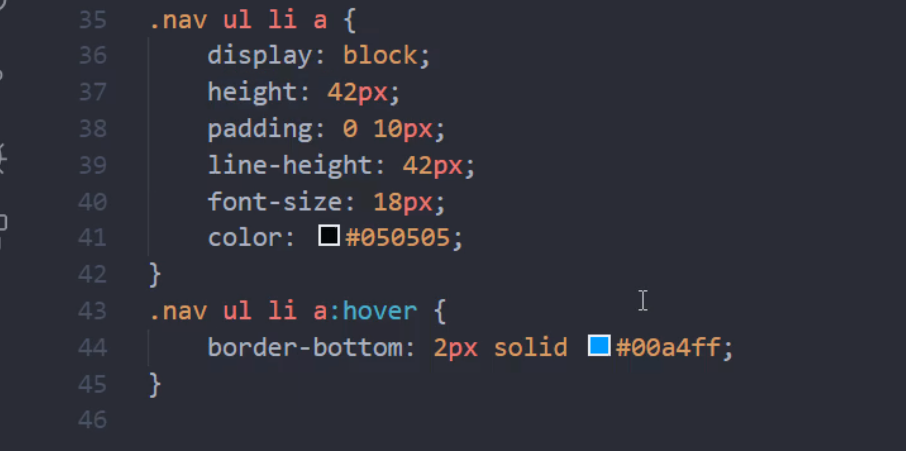 35 .nav ul li a {
36 display: block;
37 height: 42px;
38 padding: 0 10px;
39 line-height: 42px;
40 font-size: 18px;
41 color: #050505;
42 }
43 .nav ul li a:hover {
44 border-bottom: 2px solid #00a4ff;
45 }
46